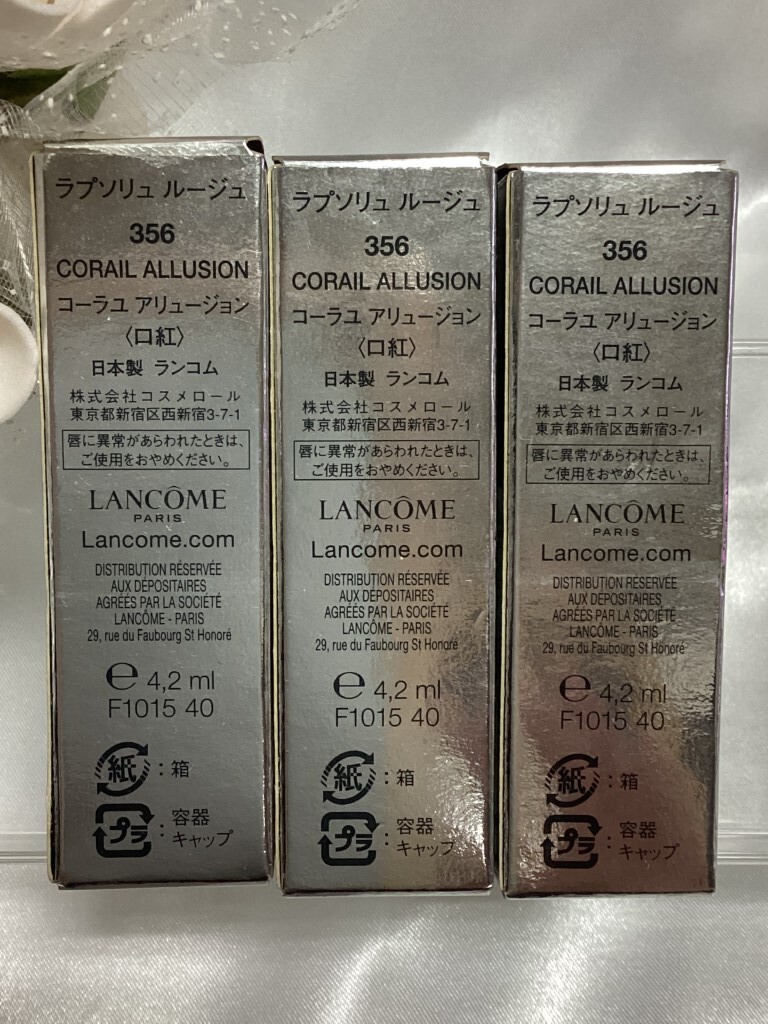 ラプソリュ ルージュ
356
CORAIL ALLUSION
コーラユ アリュージョン
〈口紅〉
日本製 ランコム
株式会社コスメロール
東京都新宿区西新宿3-7-1
唇に異常があらわれたときは、
ご使用をおやめください。
LANCÔME
PARIS
Lancome.com
DISTRIBUTION RÉSERVÉE
AUX DÉPOSITAIRES
AGRÉÉS PAR LA SOCIÉTÉ
LANCÔME - PARIS
29, rue du Faubourg St Honoré
e 4,2 ml
F1015 40
紙 : 箱
プラ : 容器
キャップ
ラプソリュ ルージュ
356
CORAIL ALLUSION
コーラユ アリュージョン
〈口紅〉
日本製 ランコム
株式会社コスメロール
東京都新宿区西新宿3-7-1
唇に異常があらわれたときは、
ご使用をおやめください。
LANCÔME
PARIS
Lancome.com
DISTRIBUTION RÉSERVÉE
AUX DÉPOSITAIRES
AGRÉÉS PAR LA SOCIÉTÉ
LANCÔME - PARIS
29, rue du Faubourg St Honoré
e 4,2 ml
F1015 40
紙 : 箱
プラ : 容器
キャップ
ラプソリュ ルージュ
356
CORAIL ALLUSION
コーラユ アリュージョン
〈口紅〉
日本製 ランコム
株式会社コスメロール
東京都新宿区西新宿3-7-1
唇に異常があらわれたときは、
ご使用をおやめください。
LANCÔME
PARIS
Lancome.com
DISTRIBUTION RÉSERVÉE
AUX DÉPOSITAIRES
AGRÉÉS PAR LA SOCIÉTÉ
LANCÔME - PARIS
29, rue du Faubourg St Honoré
e 4,2 ml
F1015 40
紙 : 箱
プラ : 容器
キャップ